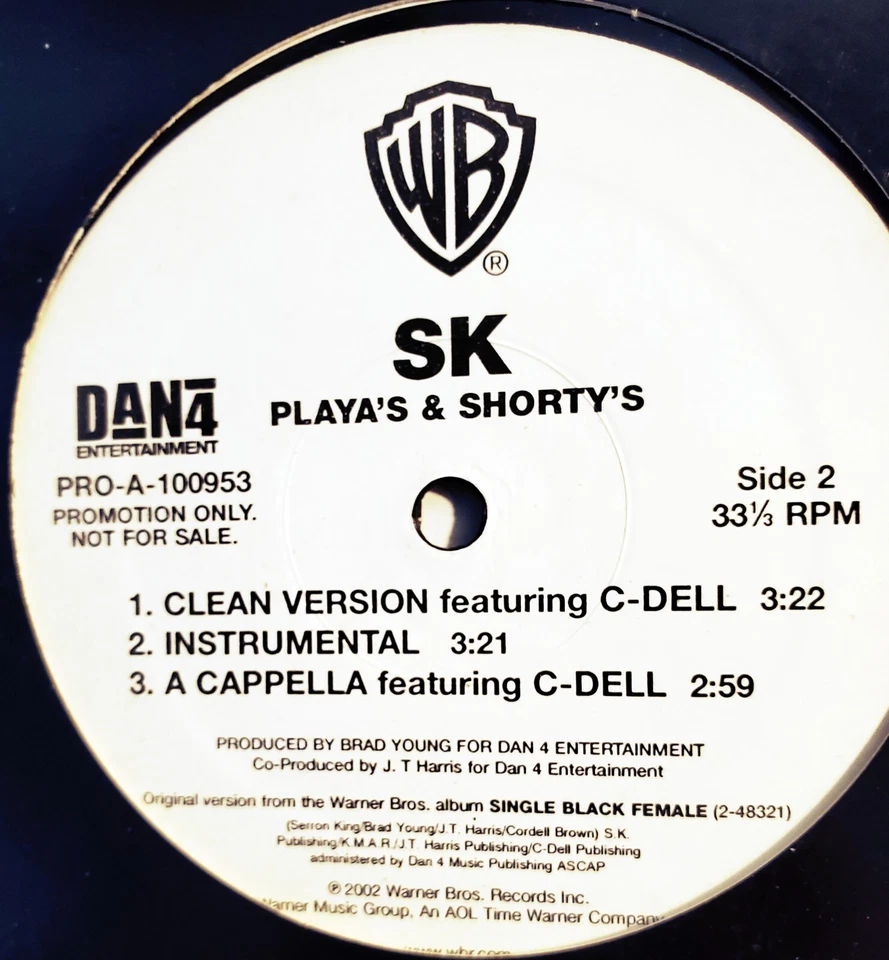 WB
®
SK
PLAYA'S & SHORTY'S
DAN4
ENTERTAINMENT
PRO-A-100953
PROMOTION ONLY.
NOT FOR SALE.
Side 2
33⅓ RPM
1. CLEAN VERSION featuring C-DELL 3:22
2. INSTRUMENTAL 3:21
3. A CAPPELLA featuring C-DELL 2:59
PRODUCED BY BRAD YOUNG FOR DAN 4 ENTERTAINMENT
Co-Produced by J. T Harris for Dan 4 Entertainment
Original version from the Warner Bros. album SINGLE BLACK FEMALE (2-48321)
(Serron King/Brad Young/J.T. Harris/Cordell Brown) S.K.
Publishing/K.M.A.R./J.T. Harris Publishing/C-Dell Publishing
administered by Dan 4 Music Publishing ASCAP
℗ 2002 Warner Bros. Records Inc.
Warner Music Group, An AOL Time Warner Company